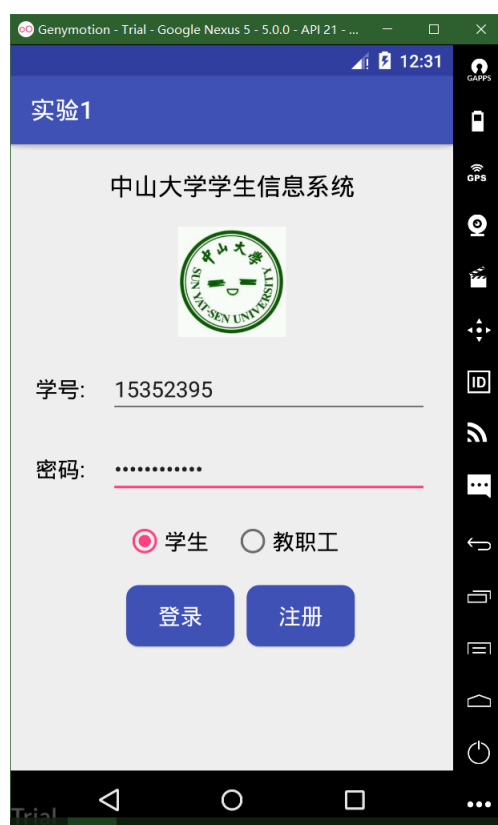 Genymotion - Trial - Google Nexus 5 - 5.0.0 - API 21 - ...
12:31
GAPPS
实验1
中山大学学生信息系统
GPS
中山大学
SUN YAT-SEN UNIVERSITY
学号: 15352395
ID
密码: ••••••••••••
学生 教职工
登录 注册
Trial